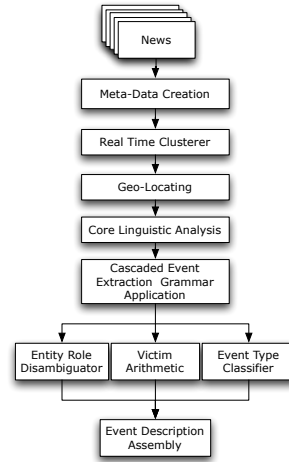 News
Meta-Data Creation
Real Time Clusterer
Geo-Locating
Core Linguistic Analysis
Cascaded Event
Extraction Grammar
Application
Entity Role
Disambiguator
Victim
Arithmetic
Event Type
Classifier
Event Description
Assembly